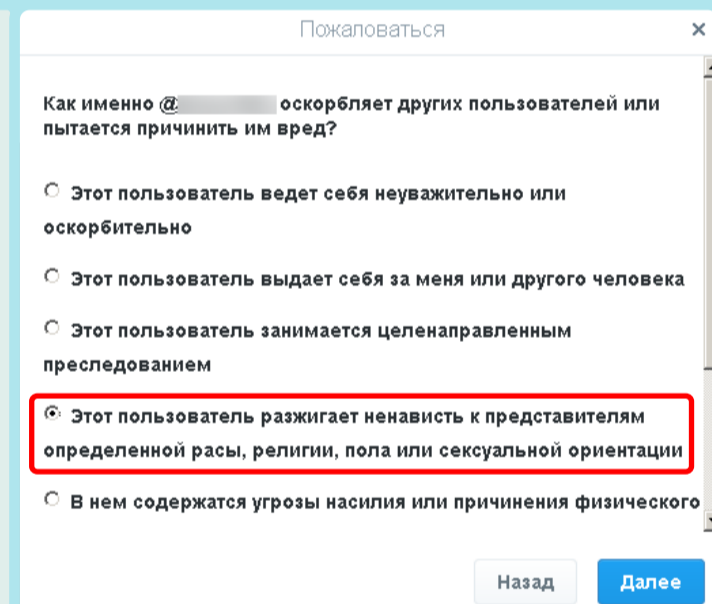 Пожаловаться
Как именно @ оскорбляет других пользователей или
пытается причинить им вред?
Этот пользователь ведет себя неуважительно или
оскорбительно
Этот пользователь выдает себя за меня или другого человека
Этот пользователь занимается целенаправленным
преследованием
Этот пользователь разжигает ненависть к представителям
определенной расы, религии, пола или сексуальной ориентации
В нем содержатся угрозы насилия или причинения физического
Назад Далее